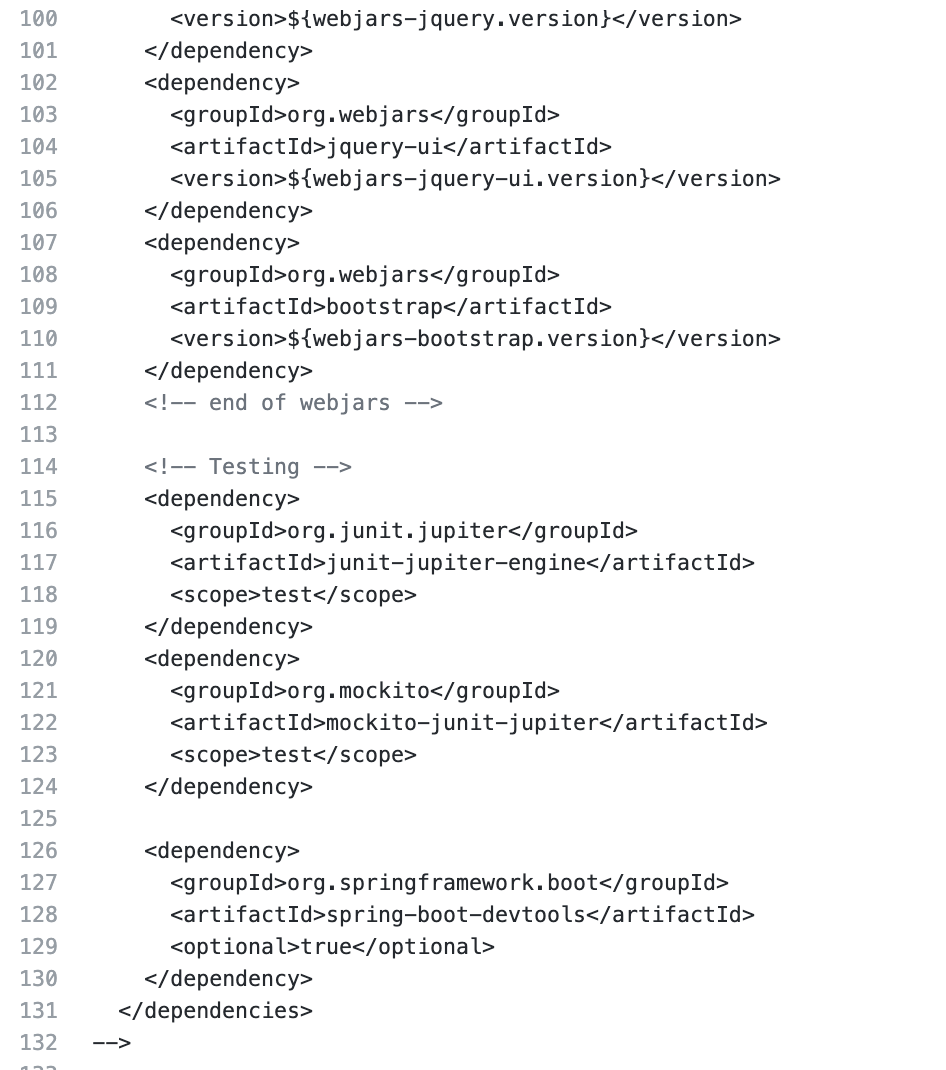 100 <version>${webjars-jquery.version}</version>
101 </dependency>
102 <dependency>
103 <groupId>org.webjars</groupId>
104 <artifactId>jquery-ui</artifactId>
105 <version>${webjars-jquery-ui.version}</version>
106 </dependency>
107 <dependency>
108 <groupId>org.webjars</groupId>
109 <artifactId>bootstrap</artifactId>
110 <version>${webjars-bootstrap.version}</version>
111 </dependency>
112 <!-- end of webjars -->
113
114 <!-- Testing -->
115 <dependency>
116 <groupId>org.junit.jupiter</groupId>
117 <artifactId>junit-jupiter-engine</artifactId>
118 <scope>test</scope>
119 </dependency>
120 <dependency>
121 <groupId>org.mockito</groupId>
122 <artifactId>mockito-junit-jupiter</artifactId>
123 <scope>test</scope>
124 </dependency>
125
126 <dependency>
127 <groupId>org.springframework.boot</groupId>
128 <artifactId>spring-boot-devtools</artifactId>
129 <optional>true</optional>
130 </dependency>
131 </dependencies>
132 -->